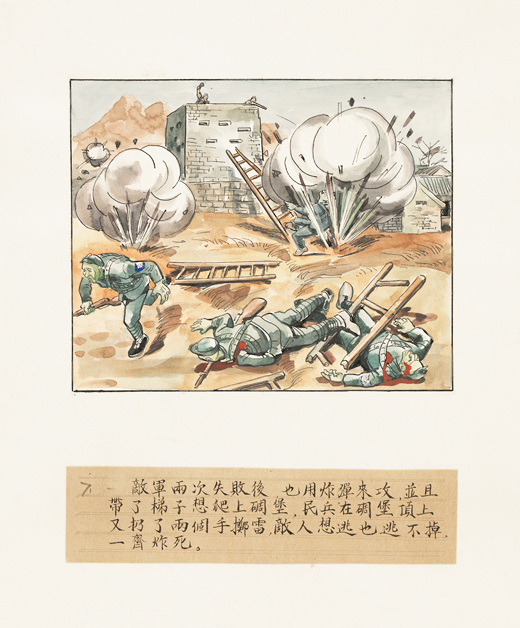 敵軍兩次失敗後 也用炸彈來攻,並且
帶了梯子想爬上碉堡,民兵在碉堡頂上
又扔了兩個手擲雷,敵人想逃也逃不掉,
一齊炸死。